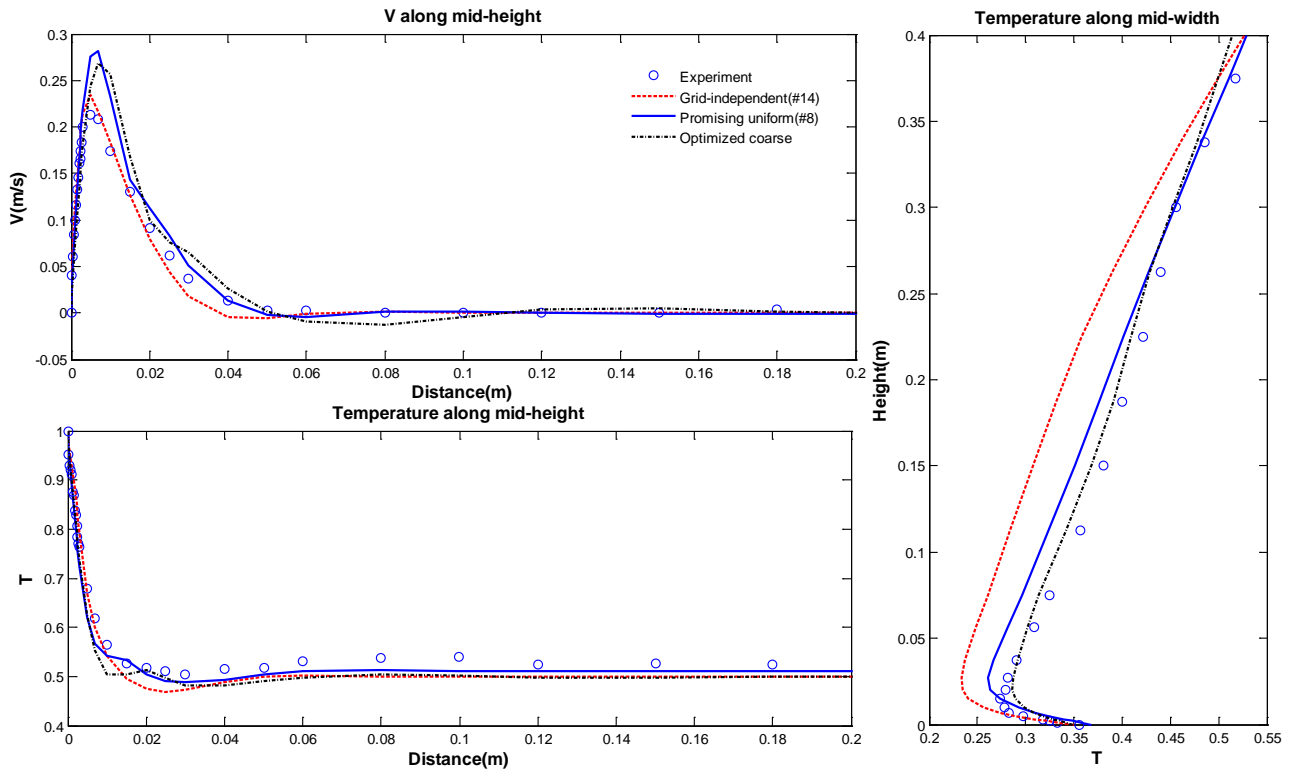 V along mid-height
0.3
0.25
0.2
0.15
0.1
0.05
0.00
-0.05
V(m/s)
0 0.02 0.04 0.06 0.08 0.10 0.12 0.14 0.16 0.18 0.2
Distance(m)
Experiment
Grid-independent(#14)
Promising uniform(#8)
Optimized coarse
Temperature along mid-height
1
0.9
0.8
0.7
0.6
0.5
0.4
T
0 0.02 0.04 0.06 0.08 0.1 0.12 0.14 0.16 0.18 0.2
Distance(m)
Temperature along mid-width
0.4
0.35
0.3
0.25
0.2
0.15
0.1
0.05
0
Height(m)
0.2 0.25 0.3 0.35 0.4 0.45 0.5 0.55
T